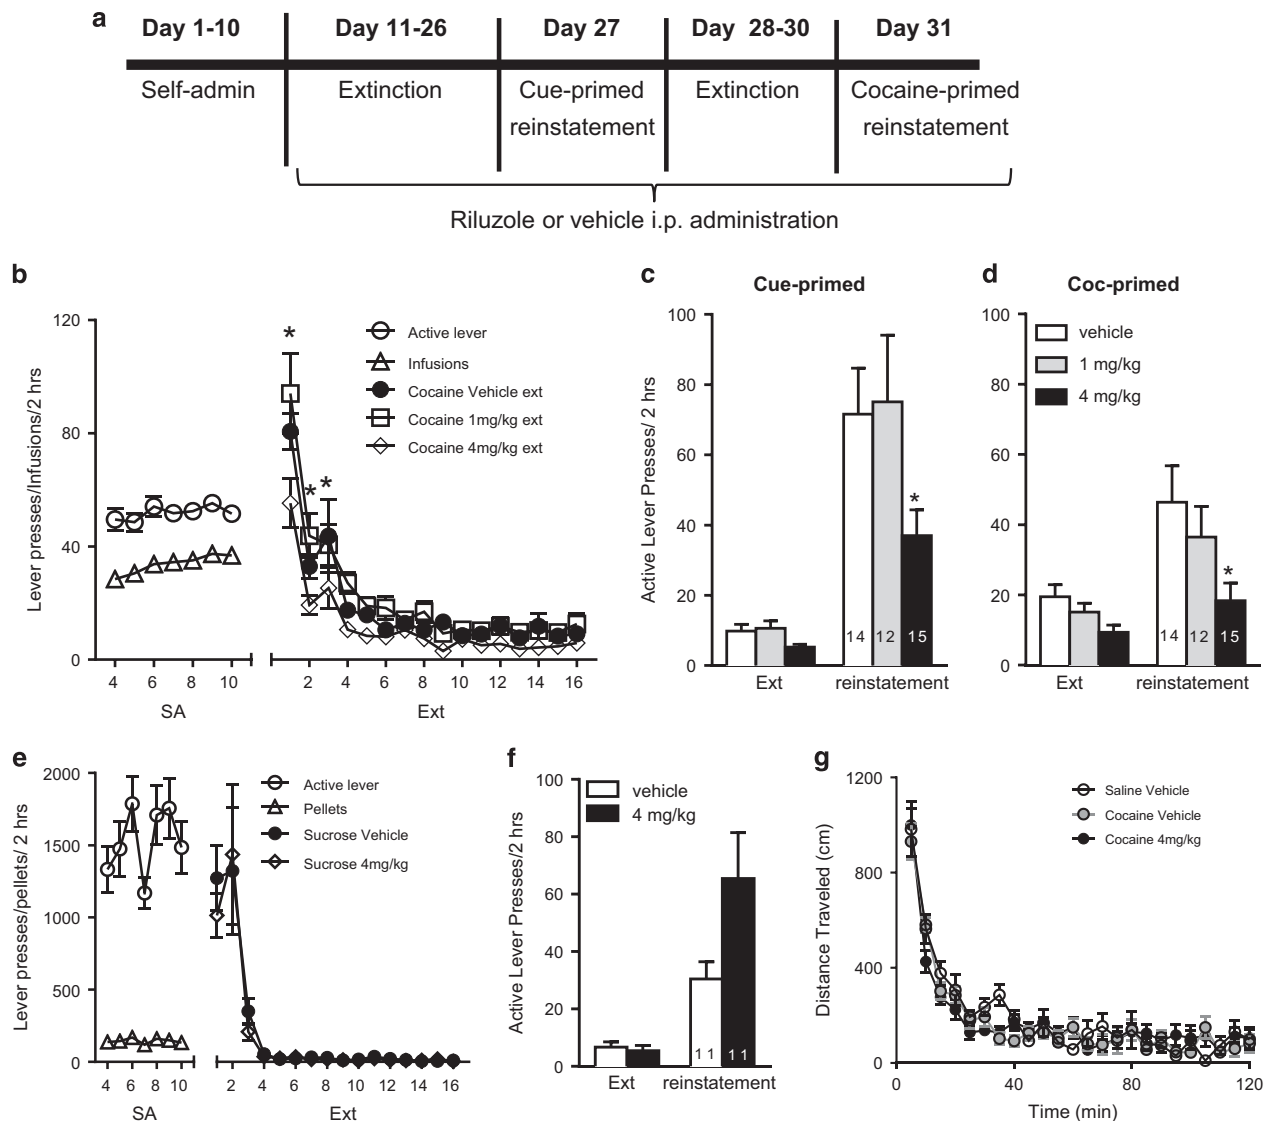 a
Day 1-10 Day 11-26 Day 27 Day 28-30 Day 31
Self-admin Extinction Cue-primed Extinction Cocaine-primed
reinstatement reinstatement
Riluzole or vehicle i.p. administration
b
Lever presses/Infusions/2 hrs
120
80
40
0
4 6 8 10 2 4 6 8 10 12 14 16
SA Ext
* * *
Active lever
Infusions
Cocaine Vehicle ext
Cocaine 1mg/kg ext
Cocaine 4mg/kg ext
c
Cue-primed
Active Lever Presses/ 2 hrs
100
80
60
40
20
0
*
14 12 15
Ext reinstatement
d
Coc-primed
100
80
60
40
20
0
vehicle
1 mg/kg
4 mg/kg
*
14 12 15
Ext reinstatement
e
Lever presses/pellets/ 2 hrs
2000
1500
1000
500
0
4 6 8 10 2 4 6 8 10 12 14 16
SA Ext
Active lever
Pellets
Sucrose Vehicle
Sucrose 4mg/kg
f
Active Lever Presses/2 hrs
100
80
60
40
20
0
vehicle
4 mg/kg
11 11
Ext reinstatement
g
Distance Traveled (cm)
1200
800
400
0
0 40 80 120
Time (min)
Saline Vehicle
Cocaine Vehicle
Cocaine 4mg/kg